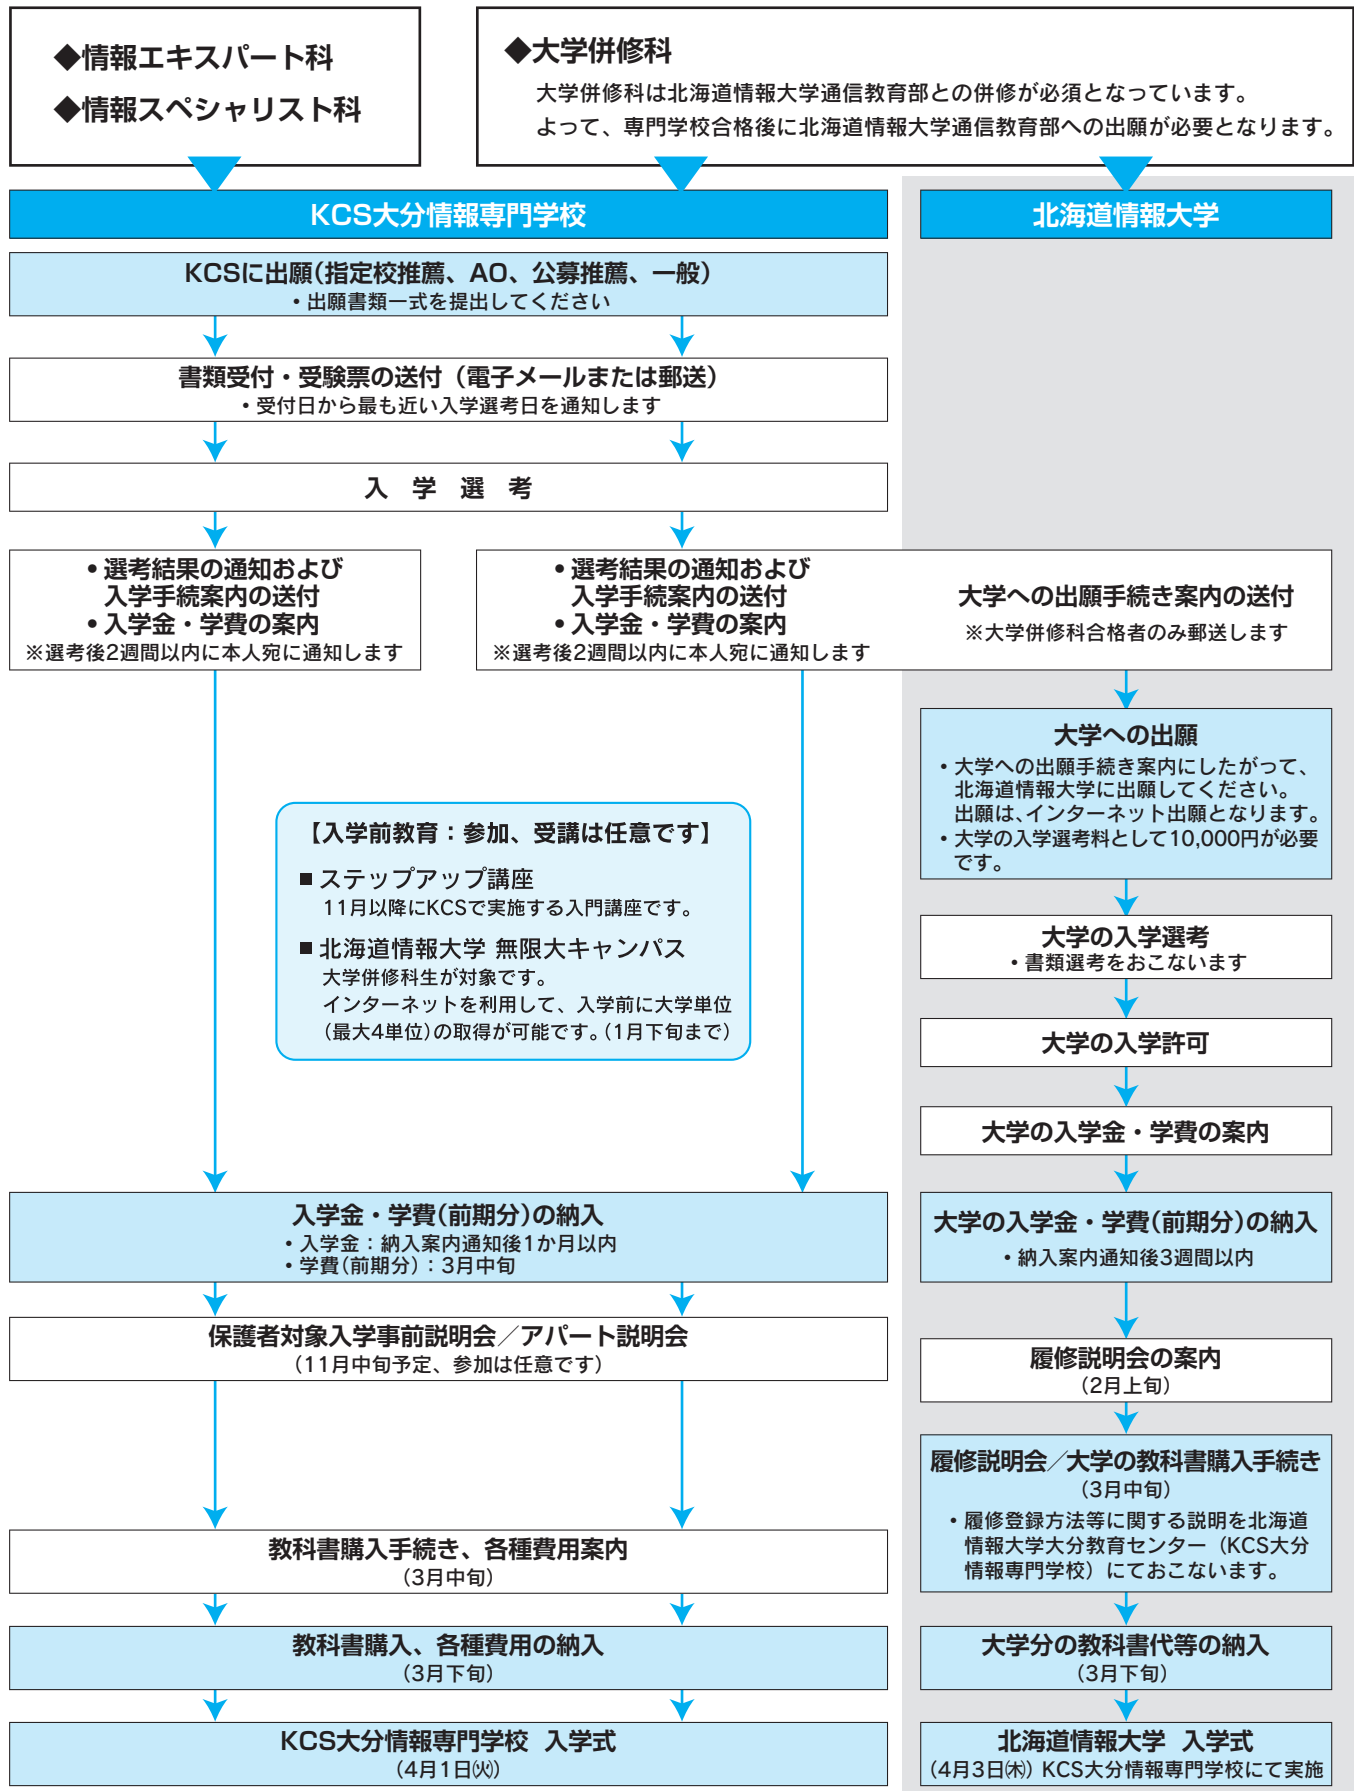 ◆情報エキスパート科
◆情報スペシャリスト科
◆大学併修科
大学併修科は北海道情報大学通信教育部との併修が必須となっています。
よって、専門学校合格後に北海道情報大学通信教育部への出願が必要となります。
KCS大分情報専門学校
北海道情報大学
KCSに出願(指定校推薦、AO、公募推薦、一般)
・出願書類一式を提出してください
書類受付・受験票の送付（電子メールまたは郵送）
・受付日から最も近い入学選考日を通知します
入 学 選 考
•選考結果の通知および
入学手続案内の送付
•入学金・学費の案内
※選考後2週間以内に本人宛に通知します
•選考結果の通知および
入学手続案内の送付
•入学金・学費の案内
※選考後2週間以内に本人宛に通知します
大学への出願手続き案内の送付
※大学併修科合格者のみ郵送します
大学への出願
・大学への出願手続き案内にしたがって、
北海道情報大学に出願してください。
出願は、インターネット出願となります。
・大学の入学選考料として10,000円が必要
です。
【入学前教育：参加、受講は任意です】
■ステップアップ講座
11月以降にKCSで実施する入門講座です。
■北海道情報大学 無限大キャンパス
大学併修科生が対象です。
インターネットを利用して、入学前に大学単位
(最大4単位)の取得が可能です。(1月下旬まで)
大学の入学選考
・書類選考をおこないます
大学の入学許可
大学の入学金・学費の案内
入学金・学費(前期分)の納入
・入学金：納入案内通知後1か月以内
・学費(前期分)：3月中旬
大学の入学金・学費(前期分)の納入
・納入案内通知後3週間以内
保護者対象入学事前説明会／アパート説明会
（11月中旬予定、参加は任意です）
履修説明会の案内
（2月上旬）
履修説明会／大学の教科書購入手続き
（3月中旬）
・履修登録方法等に関する説明を北海道
情報大学大分教育センター（KCS大分
情報専門学校）にておこないます。
教科書購入手続き、各種費用案内
（3月中旬）
教科書購入、各種費用の納入
（3月下旬）
大学分の教科書代等の納入
（3月下旬）
KCS大分情報専門学校 入学式
（4月1日㈫）
北海道情報大学 入学式
（4月3日㈭）KCS大分情報専門学校にて実施